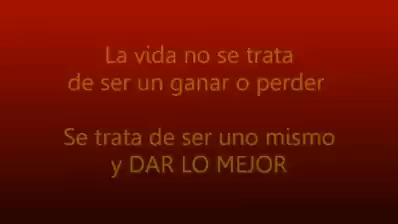 La vida no se trata
de ser un ganar o perder
Se trata de ser uno mismo
y DAR LO MEJOR